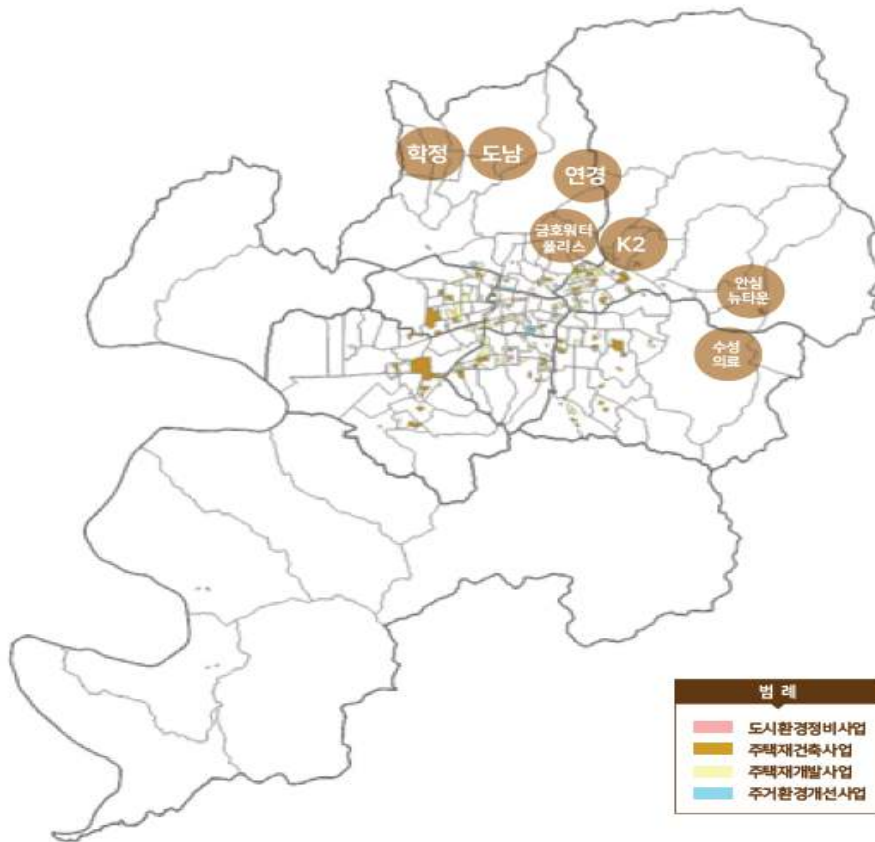 학정
도남
연경
금호워터
폴리스
K2
안심
뉴타운
수성
의료
범 례
도시환경정비사업
주택재건축사업
주택재개발사업
주거환경개선사업